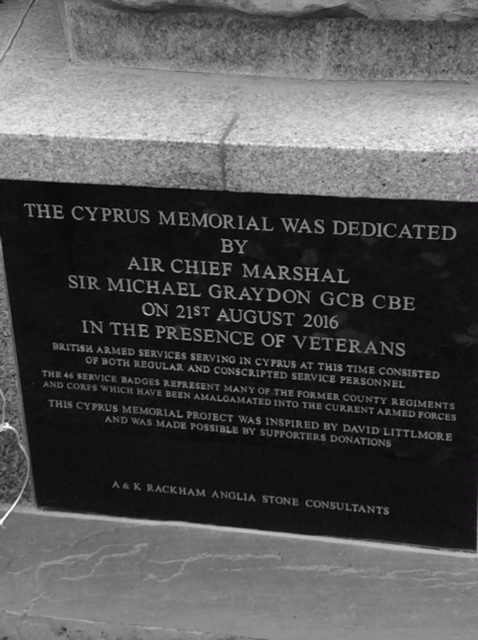 THE CYPRUS MEMORIAL WAS DEDICATED
BY
AIR CHIEF MARSHAL
SIR MICHAEL GRAYDON GCB CBE
ON 21ST AUGUST 2016
IN THE PRESENCE OF VETERANS
BRITISH ARMED SERVICES SERVING IN CYPRUS AT THIS TIME CONSISTED
OF BOTH REGULAR AND CONSCRIPTED SERVICE PERSONNEL
THE 46 SERVICE BADGES REPRESENT MANY OF THE FORMER COUNTY REGIMENTS
AND CORPS WHICH HAVE BEEN AMALGAMATED INTO THE CURRENT ARMED FORCES
THIS CYPRUS MEMORIAL PROJECT WAS INSPIRED BY DAVID LITTLMORE
AND WAS MADE POSSIBLE BY SUPPORTERS DONATIONS
A & K RACKHAM ANGLIA STONE CONSULTANTS